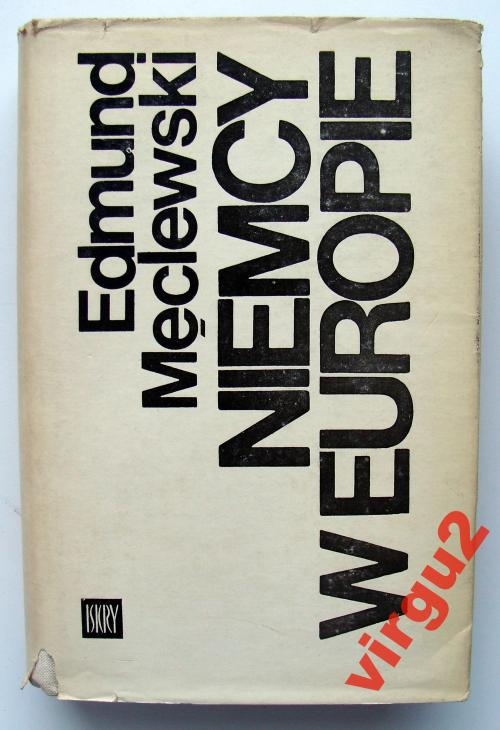 Edmund
Męclewski
NIEMCY
W EUROPIE
ISKRY
virgu2